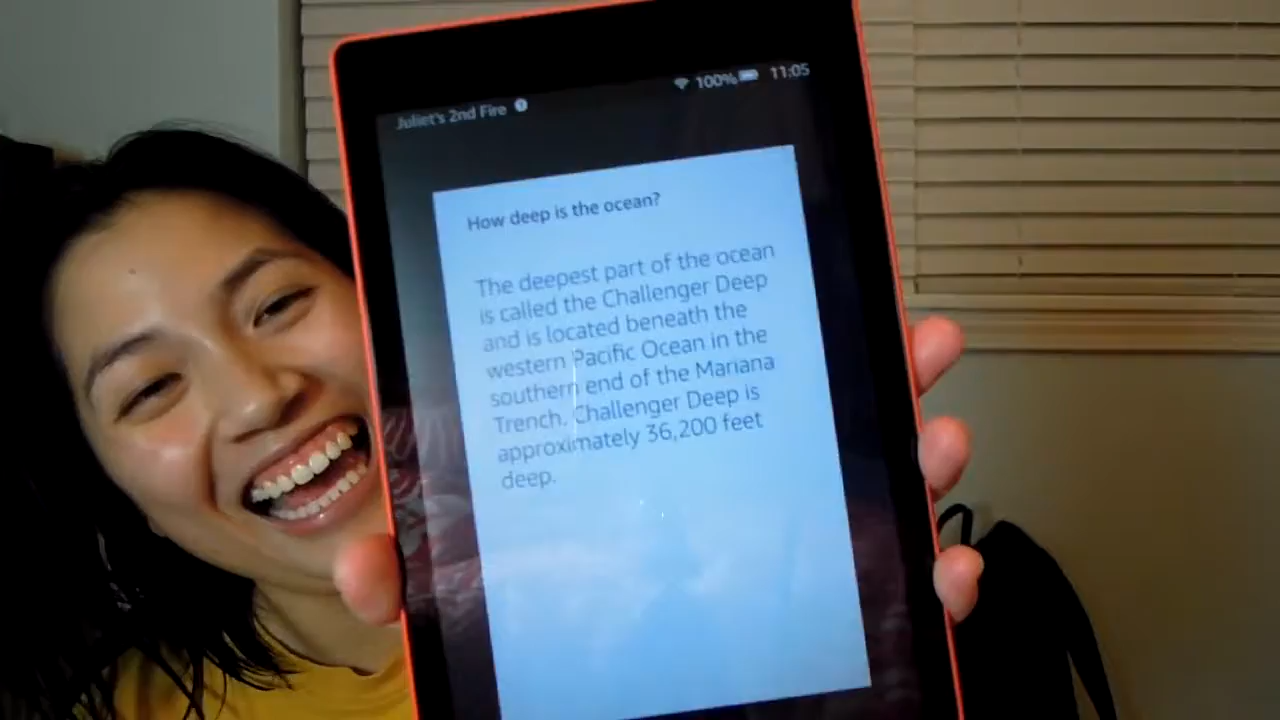 Juliet's 2nd Fire
100% 11:05
How deep is the ocean?
The deepest part of the ocean
is called the Challenger Deep
and is located beneath the
western Pacific Ocean in the
southern end of the Mariana
Trench. Challenger Deep is
approximately 36,200 feet
deep.